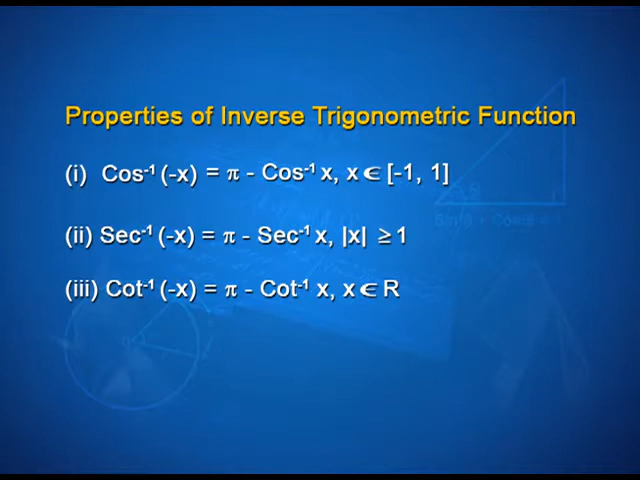 Properties of Inverse Trigonometric Function
(i) Cos⁻¹ (-x) = π - Cos⁻¹ x, x ∈ [-1, 1]
(ii) Sec⁻¹ (-x) = π - Sec⁻¹ x, |x| ≥ 1
(iii) Cot⁻¹ (-x) = π - Cot⁻¹ x, x ∈ R